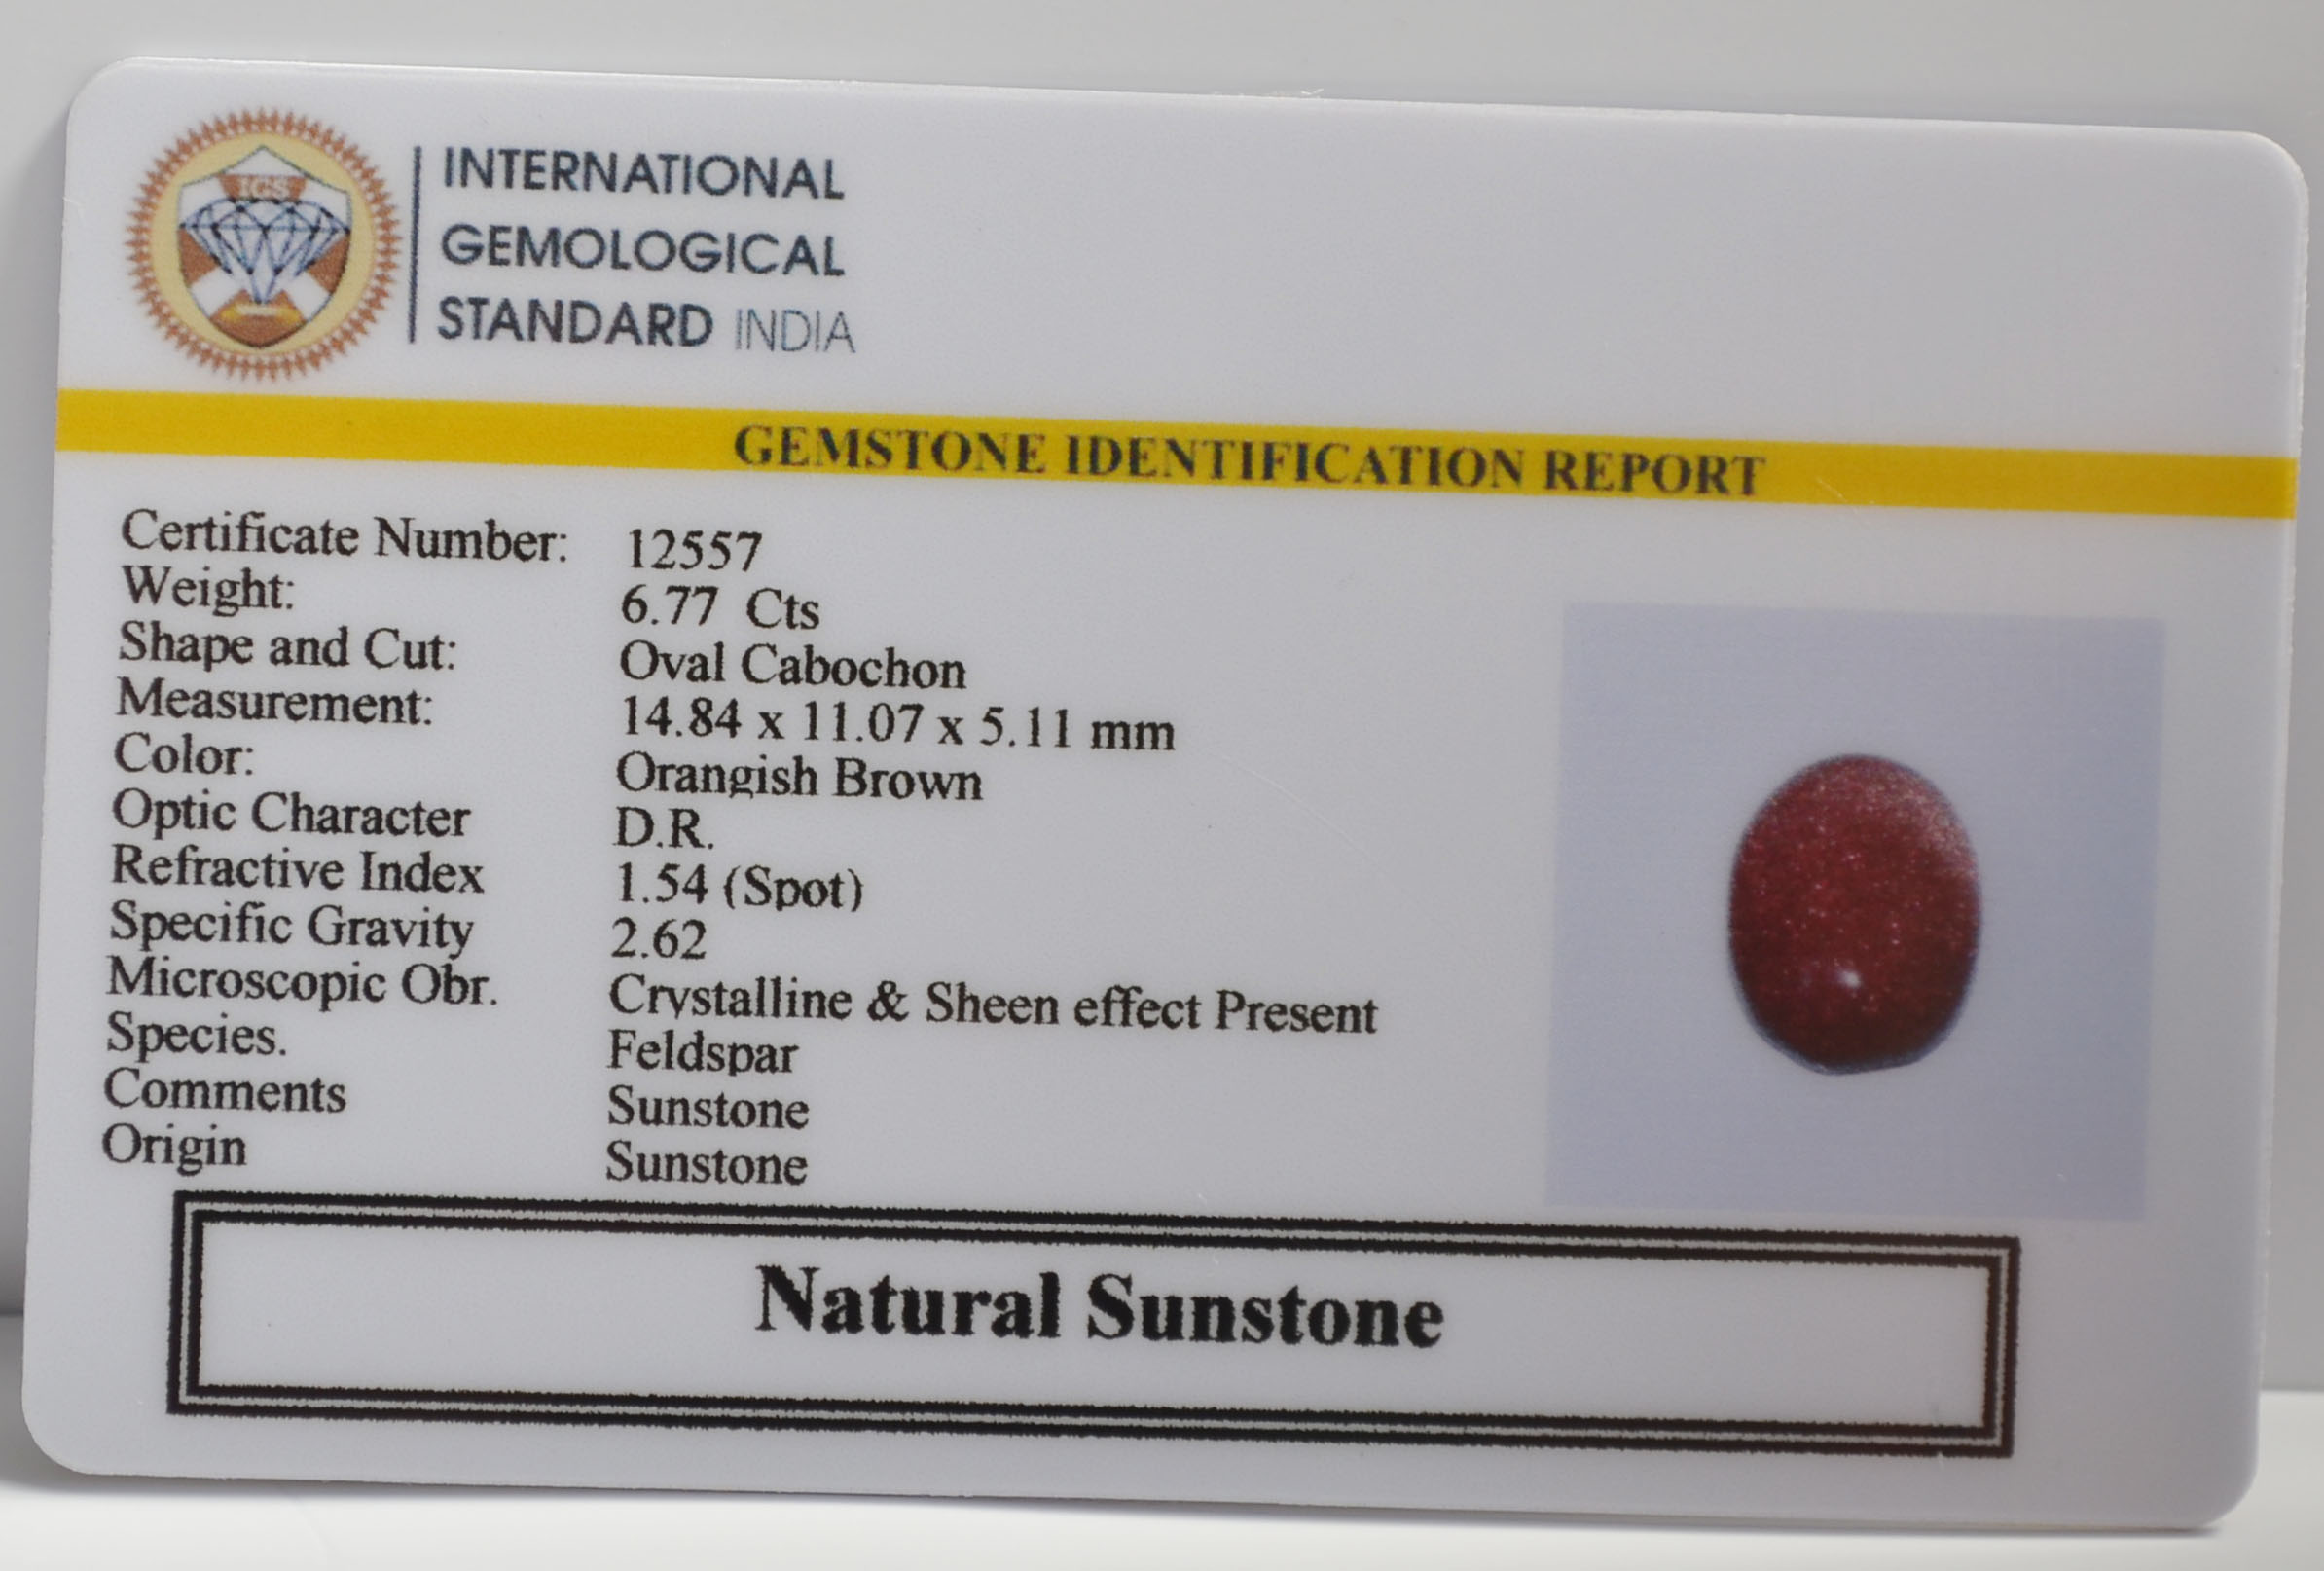 IGS
INTERNATIONAL
GEMOLOGICAL
STANDARD INDIA
GEMSTONE IDENTIFICATION REPORT
Certificate Number: 12557
Weight: 6.77 Cts
Shape and Cut: Oval Cabochon
Measurement: 14.84 x 11.07 x 5.11 mm
Color: Orangish Brown
Optic Character D.R.
Refractive Index 1.54 (Spot)
Specific Gravity 2.62
Microscopic Obr. Crystalline & Sheen effect Present
Species. Feldspar
Comments Sunstone
Origin Sunstone
Natural Sunstone